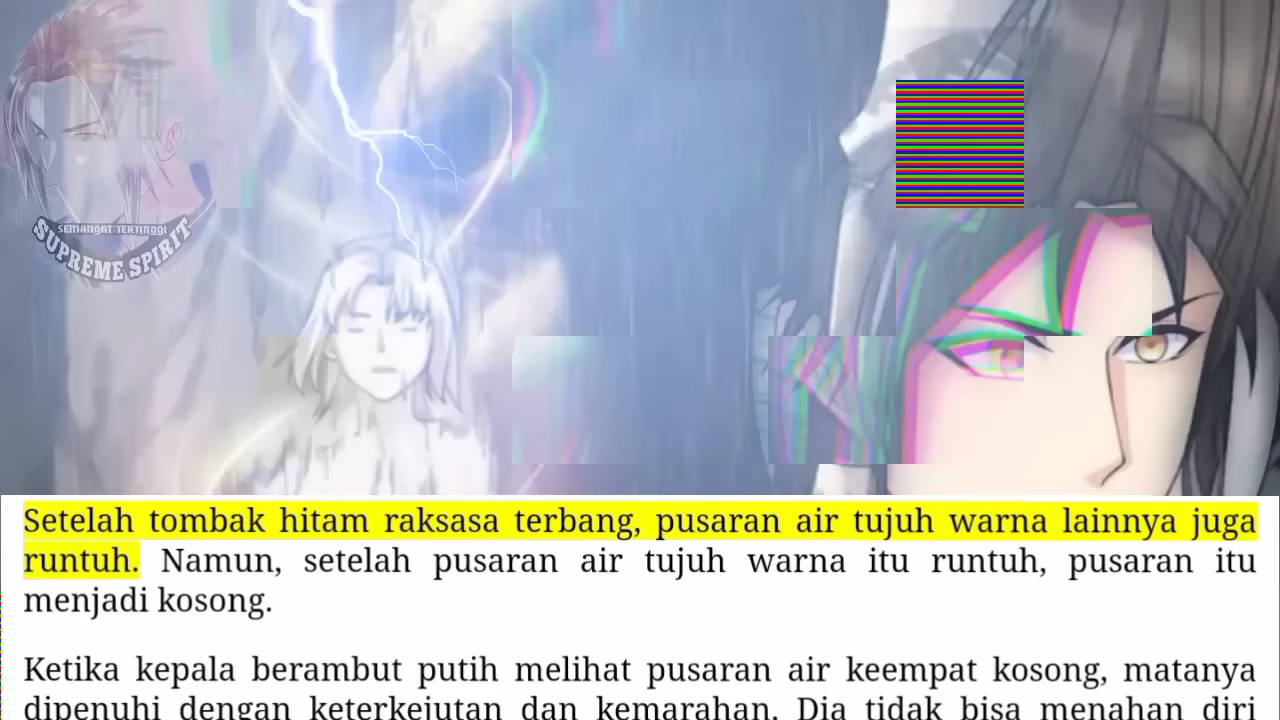 SEMANGAT TERTINGGI
SUPREME SPIRIT
Setelah tombak hitam raksasa terbang, pusaran air tujuh warna lainnya juga
runtuh. Namun, setelah pusaran air tujuh warna itu runtuh, pusaran itu
menjadi kosong.
Ketika kepala berambut putih melihat pusaran air keempat kosong, matanya
dipenuhi dengan keterkejutan dan kemarahan. Dia tidak bisa menahan diri